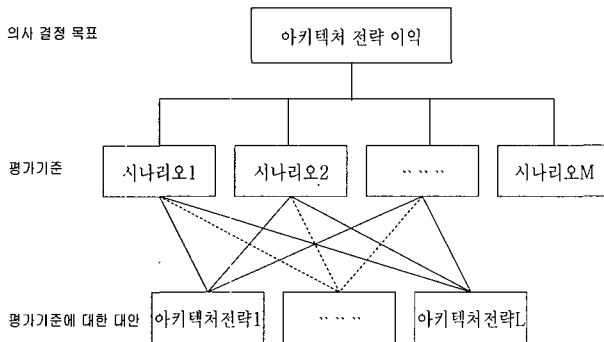 의사 결정 목표
아키텍처 전략 이익
평가기준
시나리오1 시나리오2 ‥‥‥ 시나리오M
평가기준에 대한 대안 아키텍처전략1 ‥‥‥ 아키텍처전략L